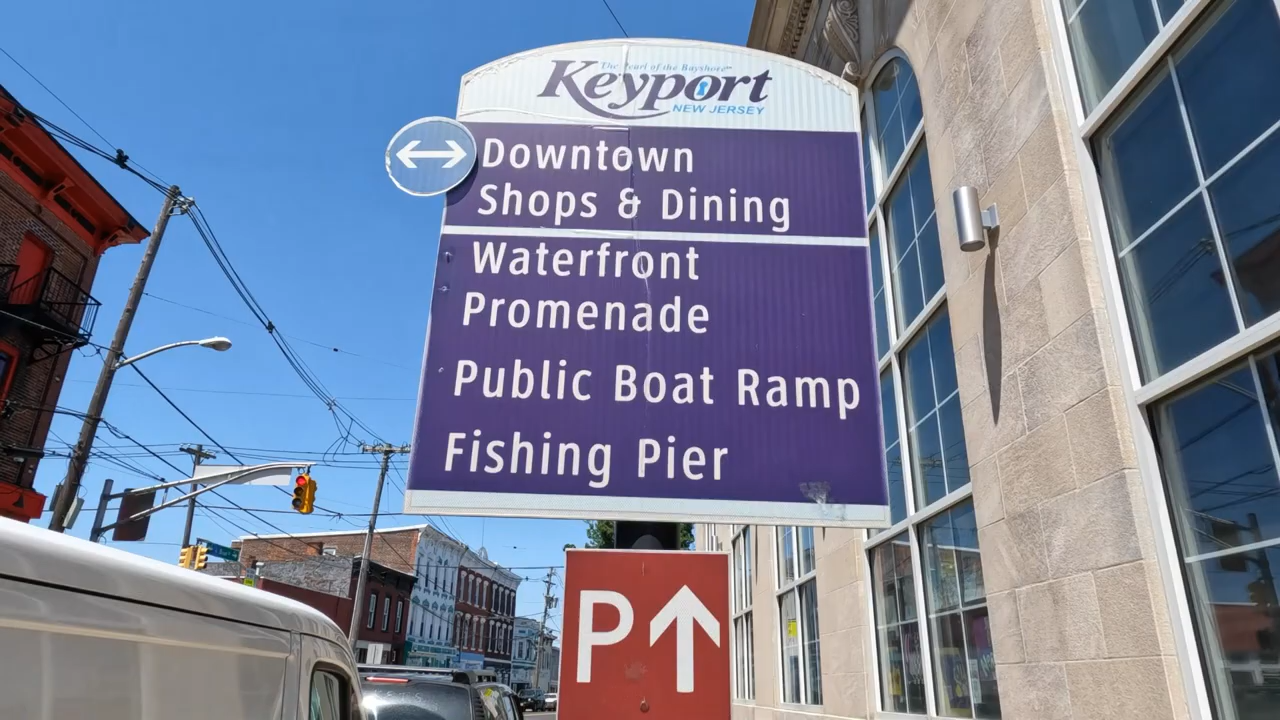 The Pearl of the Bayshore
Keyport
NEW JERSEY
Downtown
Shops & Dining
Waterfront
Promenade
Public Boat Ramp
Fishing Pier
P